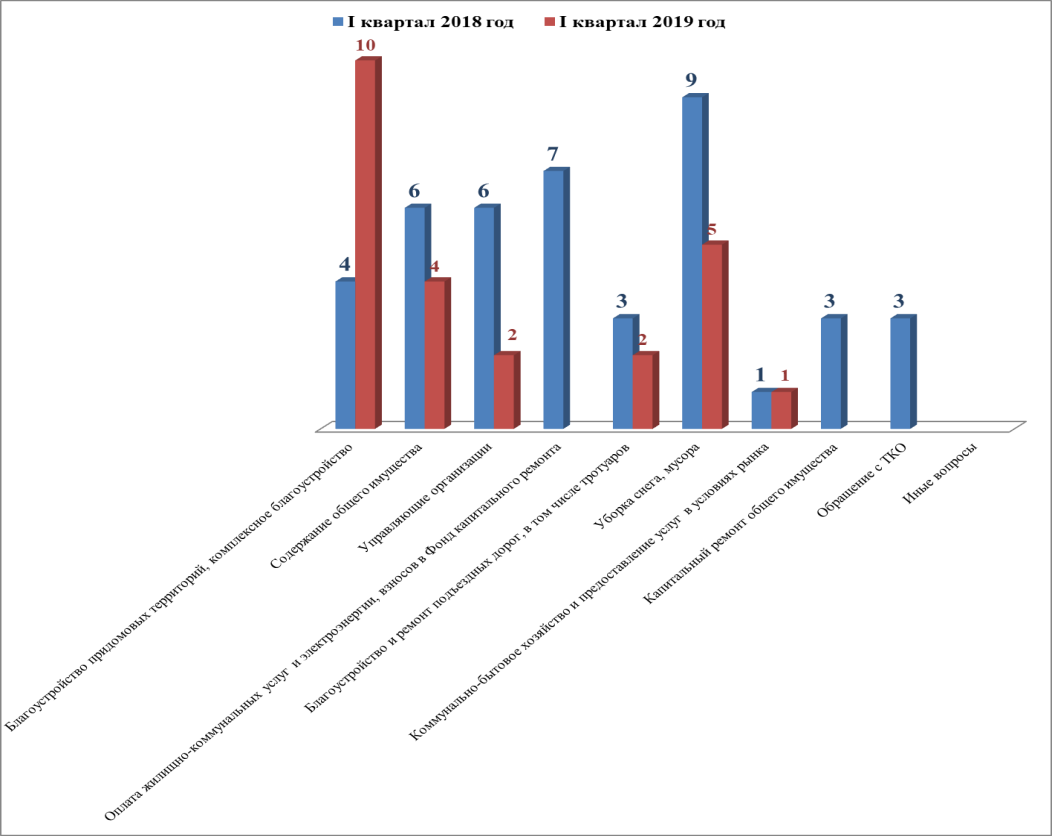 I квартал 2018 год I квартал 2019 год
10
9
7
6
6
5
4
4
3
3
3
2
2
1
1
Благоустройство придомовых территорий, комплексное благоустройство
Содержание общего имущества
Управляющие организации
Оплата жилищно-коммунальных услуг и электроэнергии, взносов в Фонд капитального ремонта
Благоустройство и ремонт подъездных дорог, в том числе тротуаров
Уборка снега, мусора
Коммунально-бытовое хозяйство и предоставление услуг в условиях рынка
Капитальный ремонт общего имущества
Обращение с ТКО
Иные вопросы